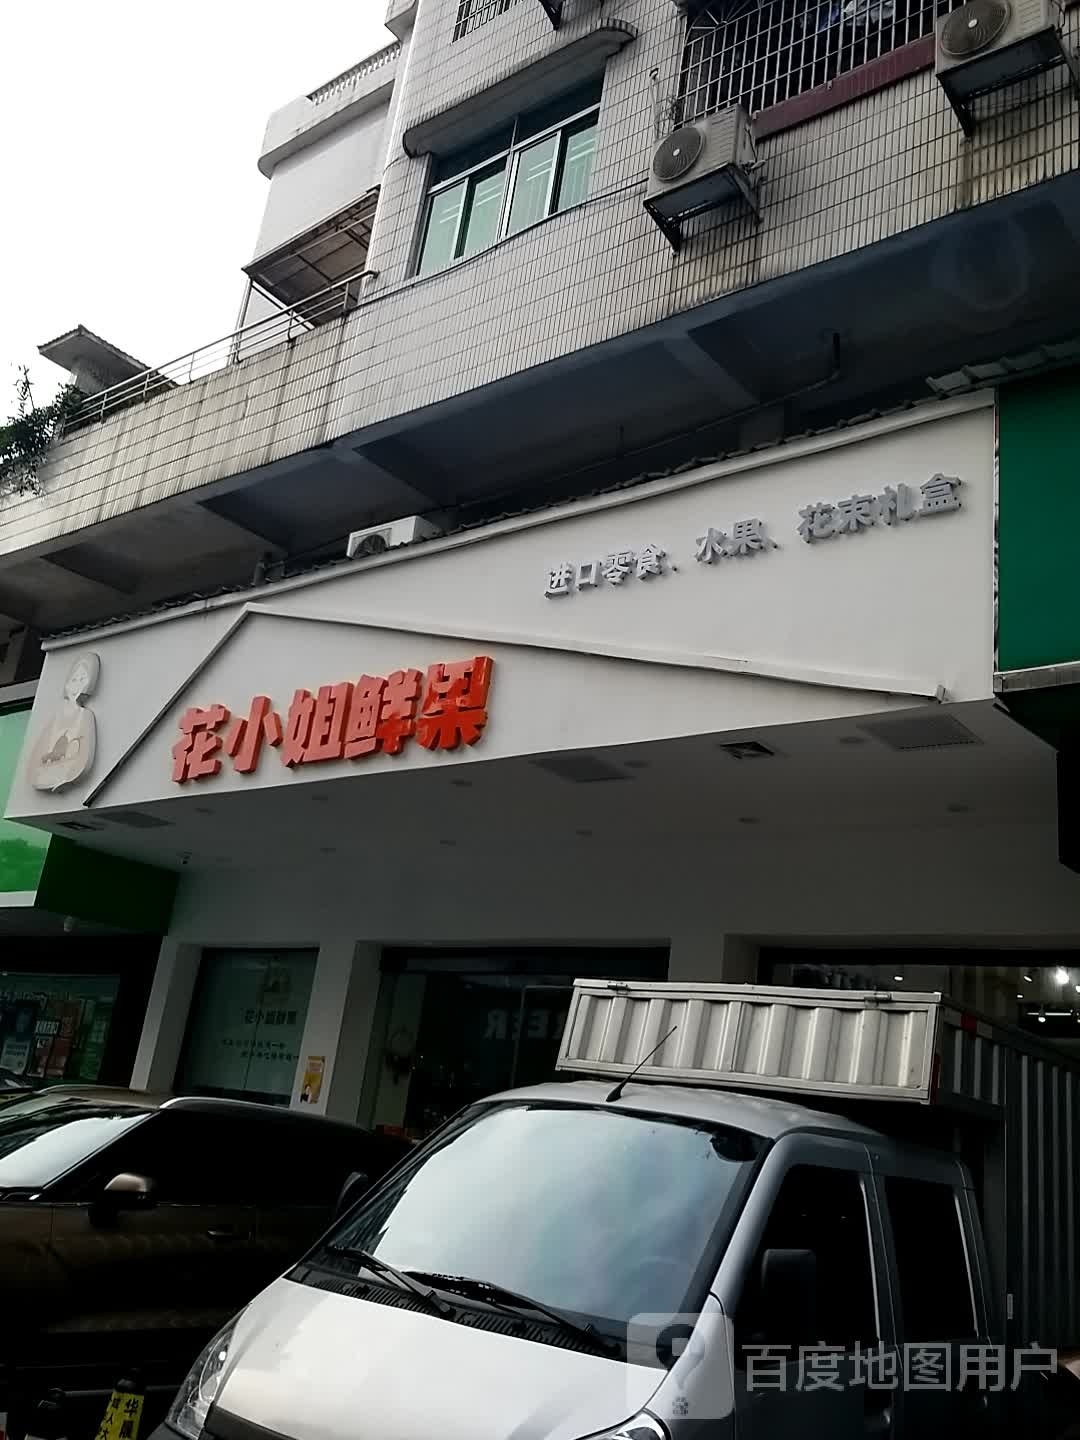 进口零食、水果、花束礼盒
花小姐鲜果
花小姐鲜果
百度地图用户